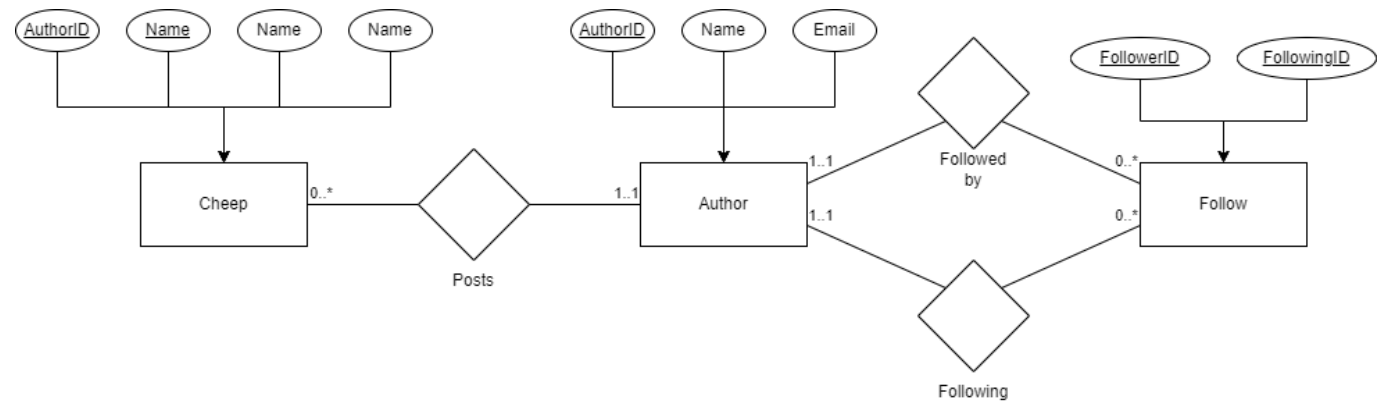 AuthorID
Name
Name
Name
AuthorID
Name
Email
FollowerID
FollowingID
Cheep
0..*
Posts
1..1
Author
1..1
1..1
Followed
by
Following
0..*
0..*
Follow